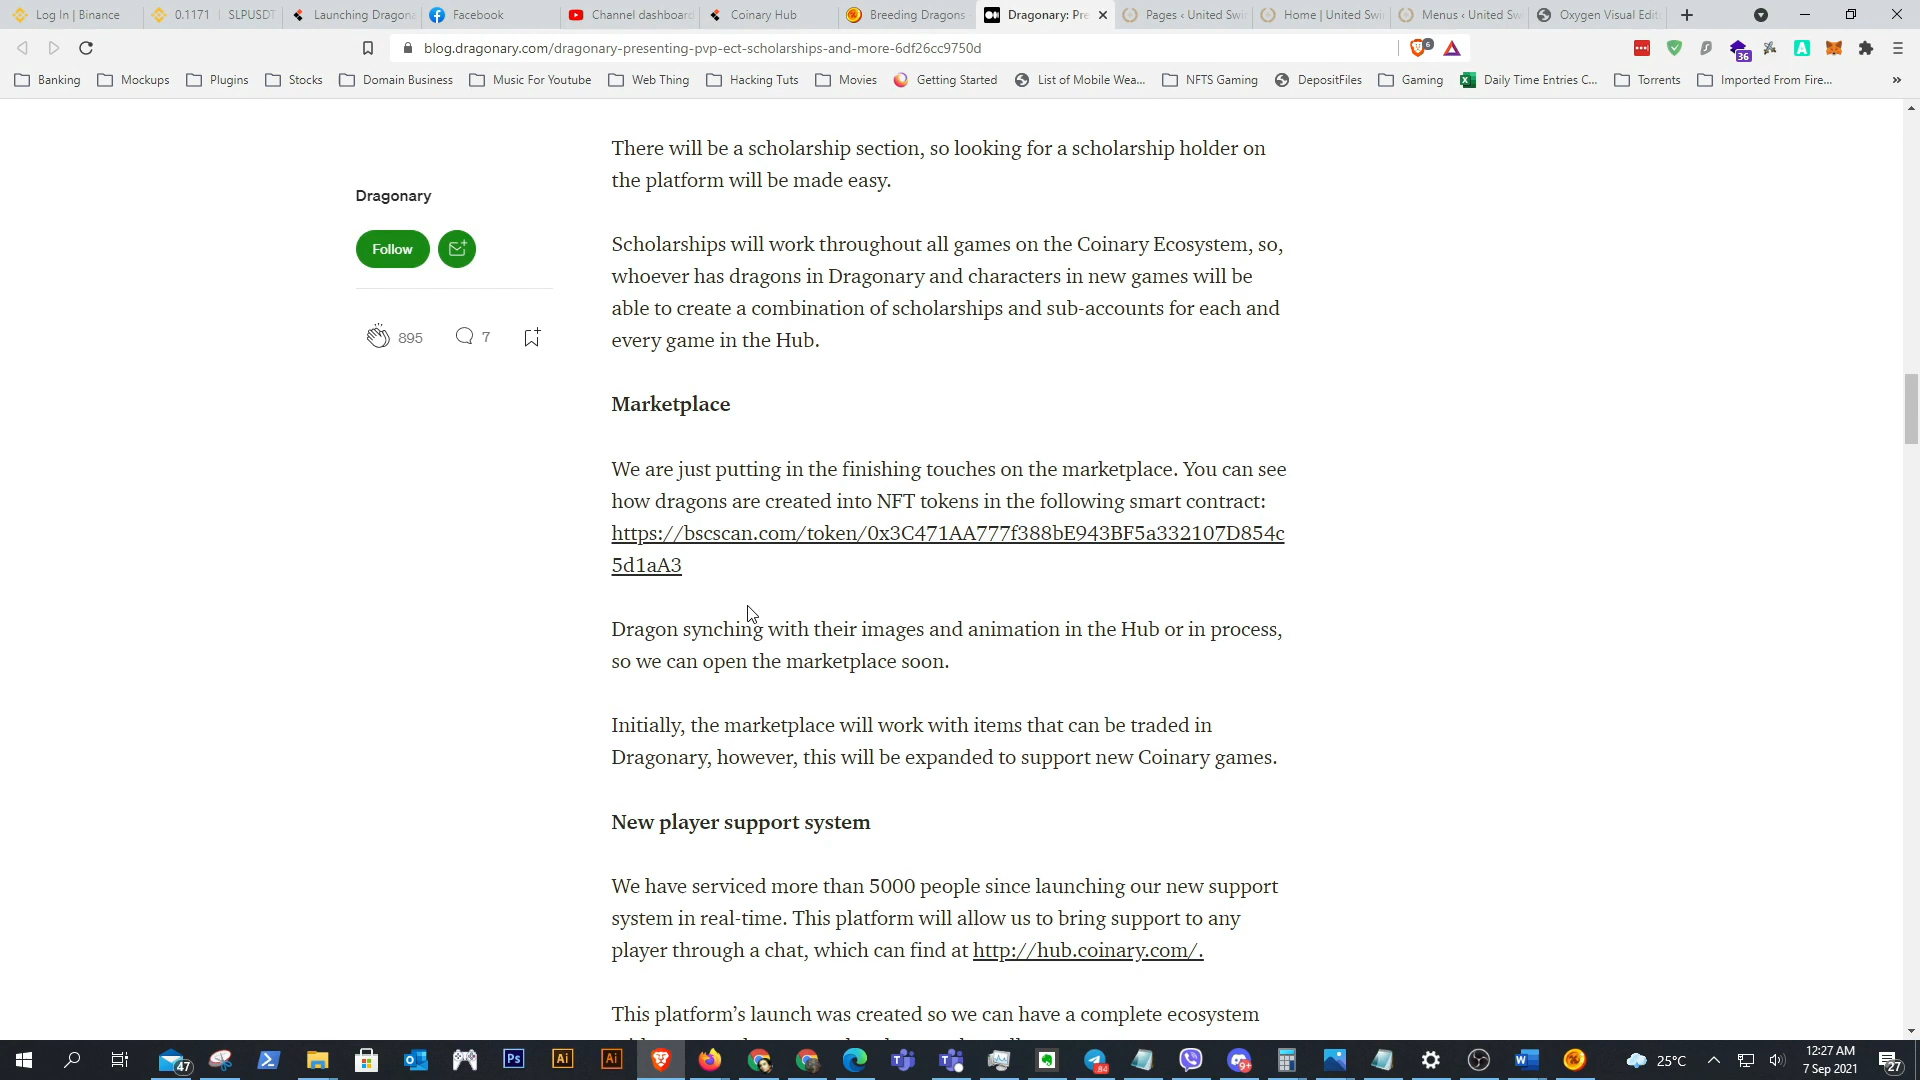 Log In | Binance
0.1171 | SLPUSDT
Launching Dragona
Facebook
Channel dashboard
Coinary Hub
Breeding Dragons
Dragonary: Pre
Pages ‹ United Swi
Home | United Swi
Menus ‹ United Sw
Oxygen Visual Edit
blog.dragonary.com/dragonary-presenting-pvp-ect-scholarships-and-more-6df26cc9750d
6
36
Banking
Mockups
Plugins
Stocks
Domain Business
Music For Youtube
Web Thing
Hacking Tuts
Movies
Getting Started
List of Mobile Wea...
NFTS Gaming
DepositFiles
Gaming
Daily Time Entries C...
Torrents
Imported From Fire...
»
There will be a scholarship section, so looking for a scholarship holder on
the platform will be made easy.
Dragonary
Follow
895
7
Scholarships will work throughout all games on the Coinary Ecosystem, so,
whoever has dragons in Dragonary and characters in new games will be
able to create a combination of scholarships and sub-accounts for each and
every game in the Hub.
Marketplace
We are just putting in the finishing touches on the marketplace. You can see
how dragons are created into NFT tokens in the following smart contract:
https://bscscan.com/token/0x3C471AA777f388bE943BF5a332107D854c
5d1aA3
Dragon synching with their images and animation in the Hub or in process,
so we can open the marketplace soon.
Initially, the marketplace will work with items that can be traded in
Dragonary, however, this will be expanded to support new Coinary games.
New player support system
We have serviced more than 5000 people since launching our new support
system in real-time. This platform will allow us to bring support to any
player through a chat, which can find at http://hub.coinary.com/.
This platform’s launch was created so we can have a complete ecosystem
47
Ps
Ai
Ai
84
9+
25°C
12:27 AM
7 Sep 2021
27